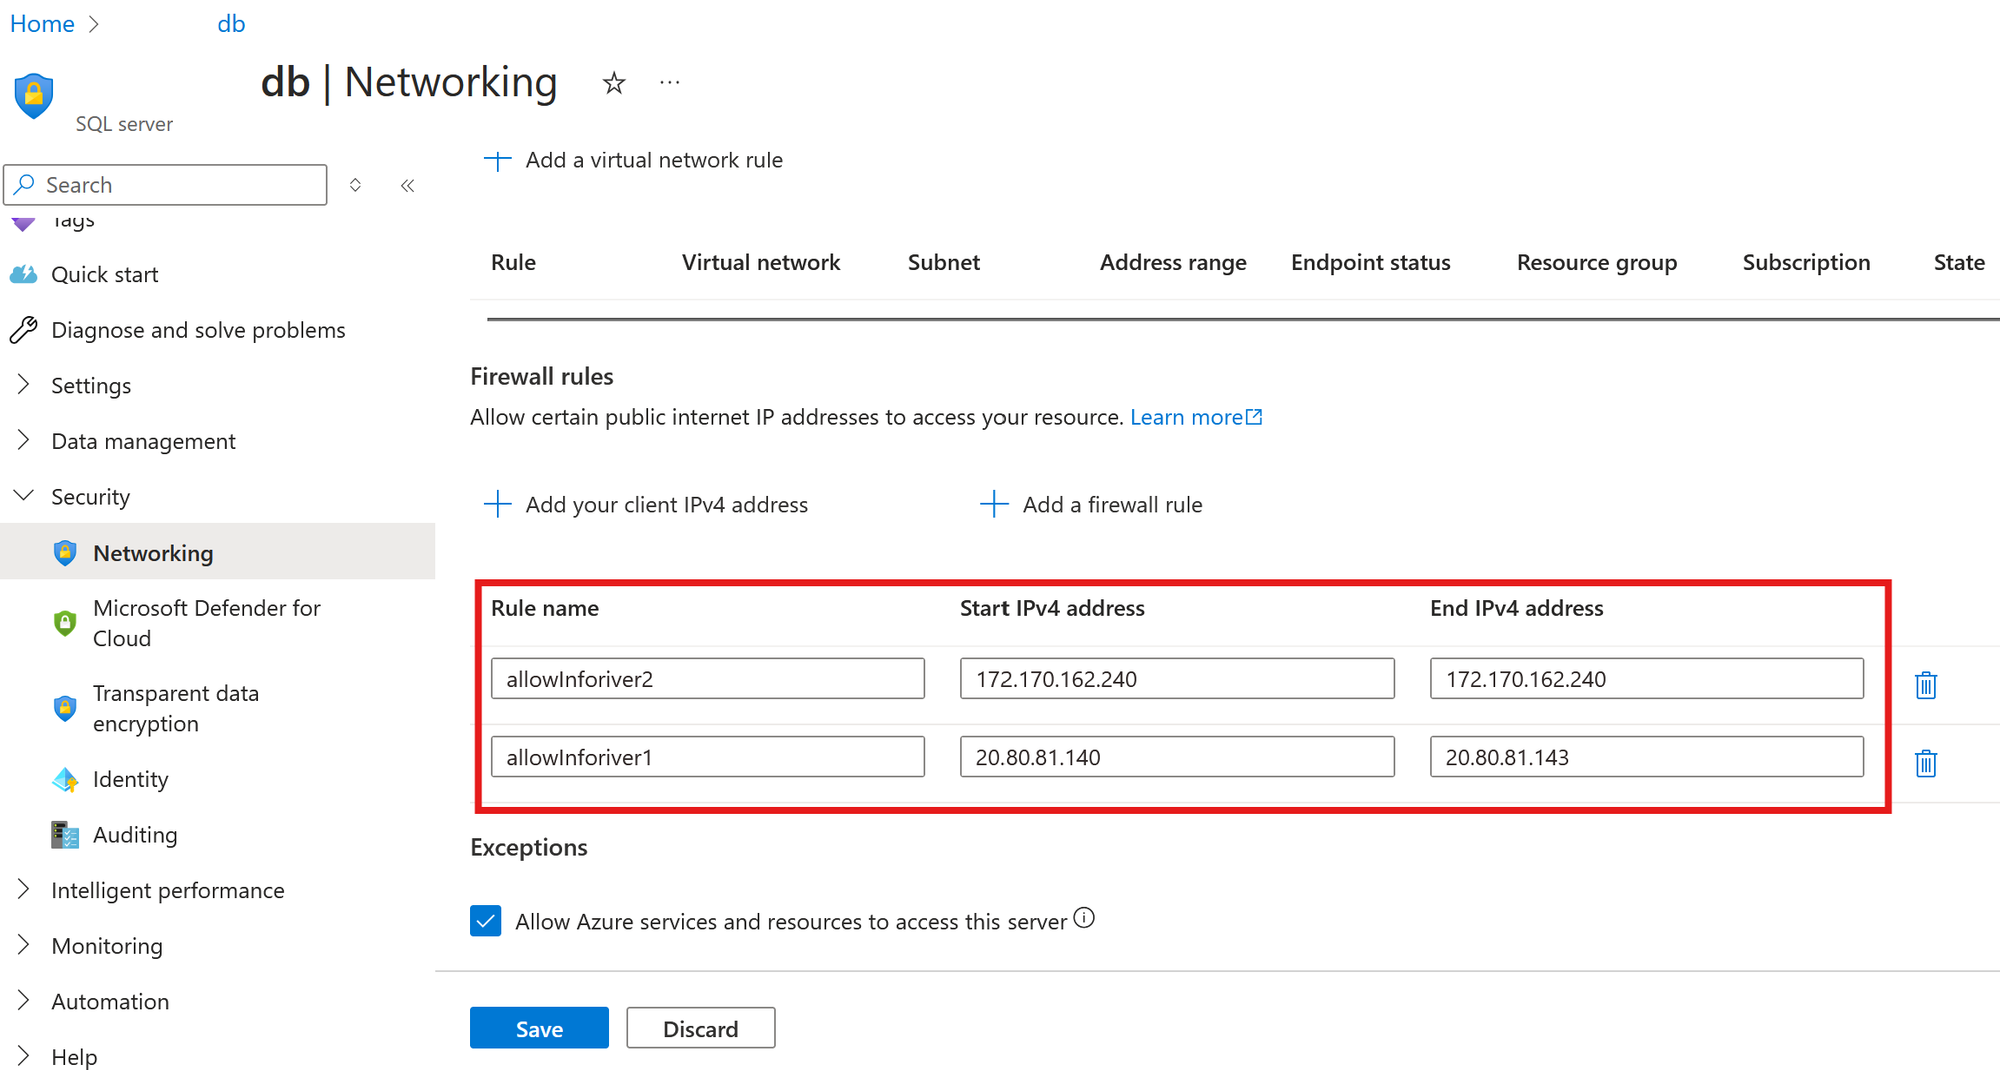 Home
db
db | Networking
SQL server
Search
Tags
Quick start
Diagnose and solve problems
Settings
Data management
Security
Networking
Microsoft Defender for
Cloud
Transparent data
encryption
Identity
Auditing
Intelligent performance
Monitoring
Automation
Help
Add a virtual network rule
Rule Virtual network Subnet Address range Endpoint status Resource group Subscription State
Firewall rules
Allow certain public internet IP addresses to access your resource. Learn more
Add your client IPv4 address Add a firewall rule
Rule name Start IPv4 address End IPv4 address
allowInforiver2 172.170.162.240 172.170.162.240
allowInforiver1 20.80.81.140 20.80.81.143
Exceptions
Allow Azure services and resources to access this server
Save Discard